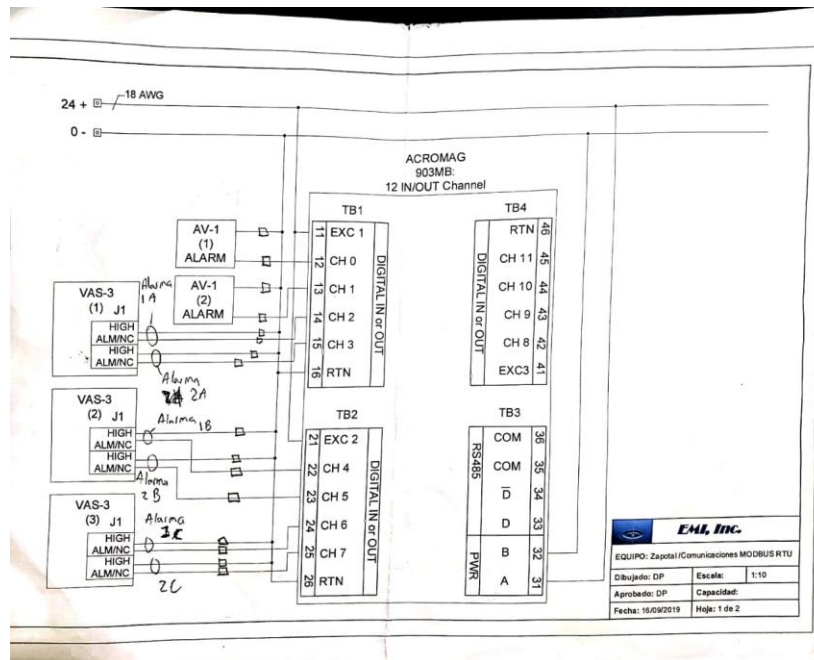 24 +
18 AWG
0 -
ACROMAG
903MB:
12 IN/OUT Channel
TB1
11 EXC 1
12 CH 0
13 CH 1
14 CH 2
15 CH 3
16 RTN
DIGITAL IN or OUT
TB4
RTN 46
CH 11 45
CH 10 44
CH 9 43
CH 8 42
EXC3 41
DIGITAL IN or OUT
AV-1
(1)
ALARM
AV-1
(2)
ALARM
VAS-3
(1) J1
HIGH
ALM/NC
HIGH
ALM/NC
Alarma
1A
Alarma
2A
VAS-3
(2) J1
HIGH
ALM/NC
HIGH
ALM/NC
Alarma 1B
Alarma
2B
VAS-3
(3) J1
HIGH
ALM/NC
HIGH
ALM/NC
Alarma
1C
2C
TB2
21 EXC 2
22 CH 4
23 CH 5
24 CH 6
25 CH 7
26 RTN
DIGITAL IN or OUT
TB3
COM 36
COM 35
D̅ 34
D 33
B 32
A 31
RS485
PWR
EMI, Inc.
EQUIPO: Zapotal /Comunicaciones MODBUS RTU
Dibujado: DP Escala: 1:10
Aprobado: DP Capacidad:
Fecha: 16/09/2019 Hoja: 1 de 2